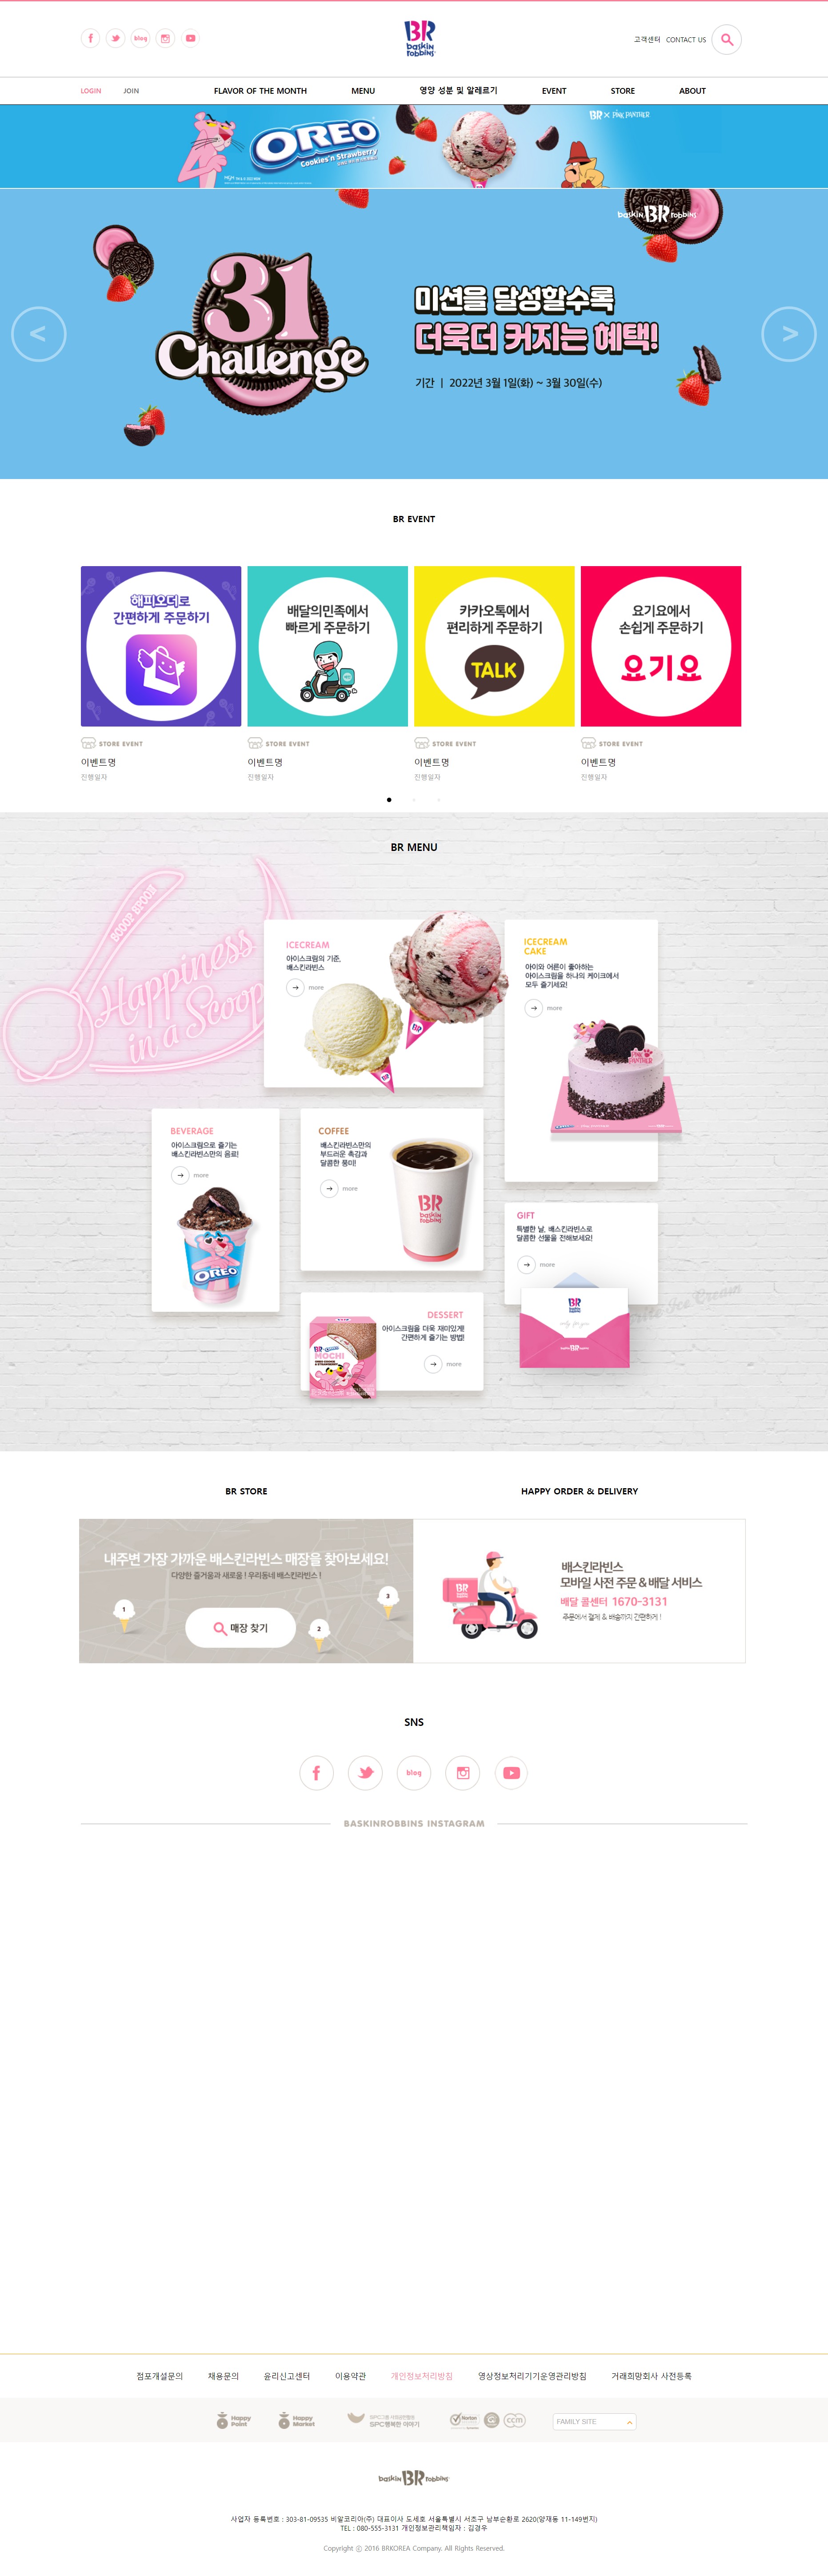 blog
BR
baskin
robbins
고객센터 CONTACT US
LOGIN JOIN FLAVOR OF THE MONTH MENU 영양 성분 및 알레르기 EVENT STORE ABOUT
OREO
Cookies'n Strawberry
BR × PINK PANTHER
baskin BR robbins
31
Challenge
미션을 달성할수록
더욱더 커지는 혜택!
기간 | 2022년 3월 1일(화) ~ 3월 30일(수)
< >
BR EVENT
해피오더로
간편하게 주문하기
배달의민족에서
빠르게 주문하기
카카오톡에서
편리하게 주문하기
TALK
요기요에서
손쉽게 주문하기
요기요
STORE EVENT STORE EVENT STORE EVENT STORE EVENT
이벤트명 이벤트명 이벤트명 이벤트명
진행일자 진행일자 진행일자 진행일자
BR MENU
Happiness
in a Scoop
ICECREAM
아이스크림의 기준,
배스킨라빈스
more
BR
BR
ICECREAM
CAKE
아이와 어른이 좋아하는
아이스크림을 하나의 케이크에서
모두 즐기세요!
more
PINK
PANTHER
BEVERAGE
아이스크림으로 즐기는
배스킨라빈스만의 음료!
more
OREO
COFFEE
배스킨라빈스만의
부드러운 촉감과
달콤한 풍미!
more
BR
baskin
robbins
GIFT
특별한 날, 배스킨라빈스로
달콤한 선물을 전해보세요!
more
BR
baskin
robbins
only for you
baskin BR robbins
DESSERT
아이스크림을 더욱 재미있게!
간편하게 즐기는 방법!
more
BR OREO
MOCHI
BR STORE HAPPY ORDER & DELIVERY
내주변 가장 가까운 배스킨라빈스 매장을 찾아보세요!
다양한 즐거움과 새로움 ! 우리동네 배스킨라빈스 !
1
2
3
매장 찾기
BR
배스킨라빈스
모바일 사전 주문 & 배달 서비스
배달 콜센터 1670-3131
주문에서 결제 & 배송까지 간편하게 !
SNS
blog
BASKINROBBINS INSTAGRAM
점포개설문의 채용문의 윤리신고센터 이용약관 개인정보처리방침 영상정보처리기기운영관리방침 거래희망회사 사전등록
Happy
Point
Happy
Market
SPC행복한 이야기
Norton
ccm
FAMILY SITE
baskin BR robbins
사업자 등록번호 : 303-81-09535 비알코리아(주) 대표이사 도세호 서울특별시 서초구 남부순환로 2620(양재동 11-149번지)
TEL : 080-555-3131 개인정보관리책임자 : 김경우
Copyright ⓒ 2016 BRKOREA Company. All Rights Reserved.